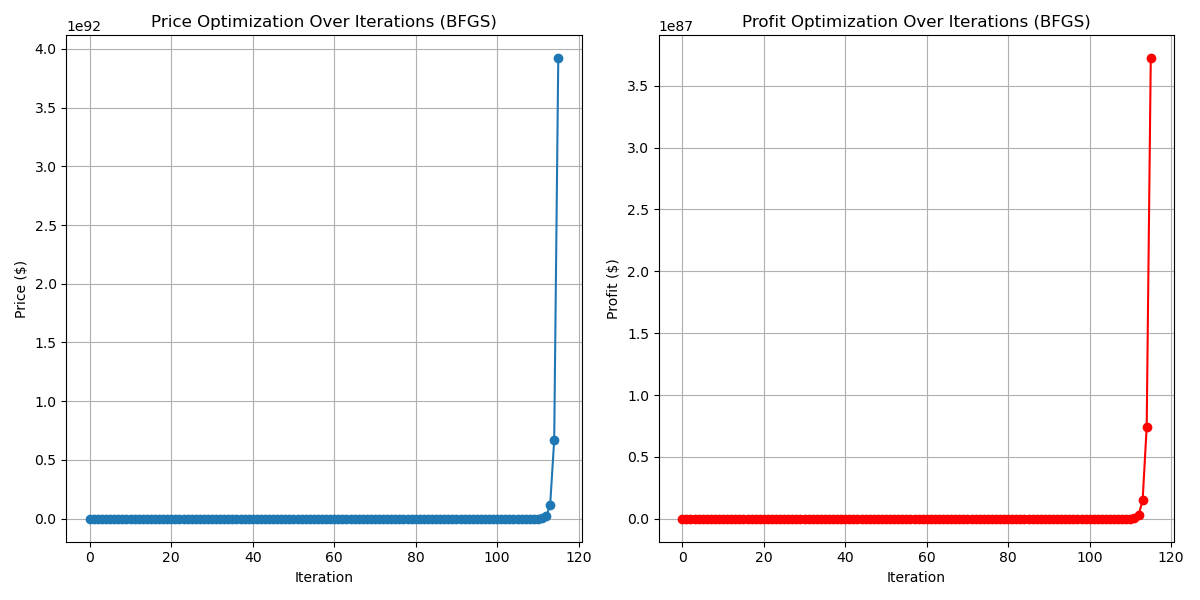 Price Optimization Over Iterations (BFGS)
1e92
4.0
3.5
3.0
2.5
2.0
1.5
1.0
0.5
0.0
Price ($)
0 20 40 60 80 100 120
Iteration
Profit Optimization Over Iterations (BFGS)
1e87
3.5
3.0
2.5
2.0
1.5
1.0
0.5
0.0
Profit ($)
0 20 40 60 80 100 120
Iteration